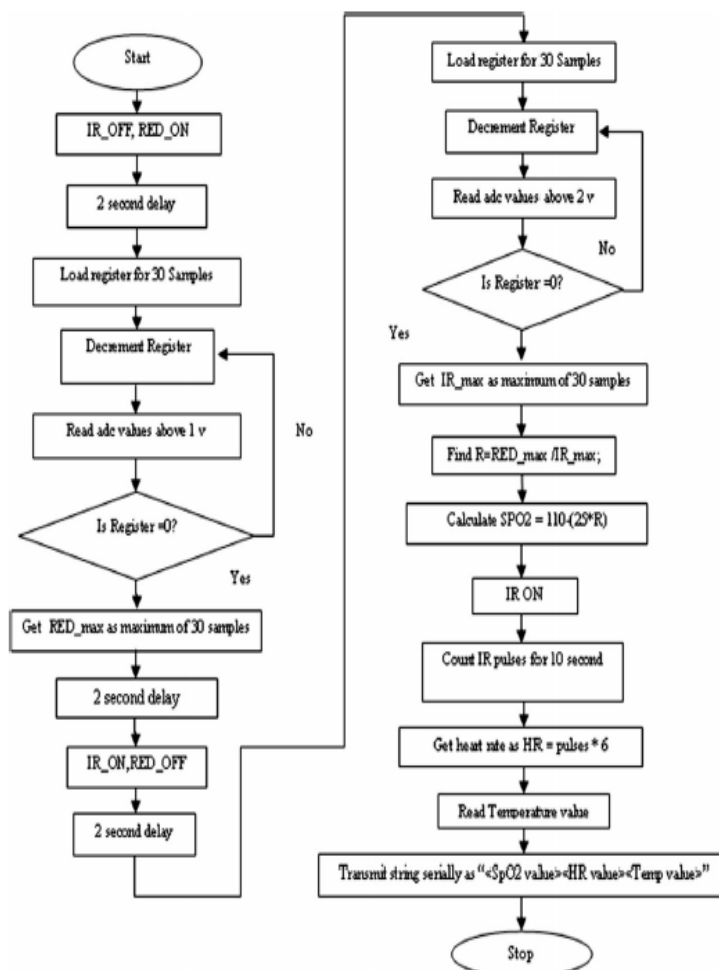 Start
IR_OFF, RED_ON
2 second delay
Load register for 30 Samples
Decrement Register
Read adc values above 1 v
No
Is Register =0?
Yes
Get RED_max as maximum of 30 samples
2 second delay
IR_ON,RED_OFF
2 second delay
Load register for 30 Samples
Decrement Register
Read adc values above 2 v
No
Is Register =0?
Yes
Get IR_max as maximum of 30 samples
Find R=RED_max /IR_max;
Calculate SPO2 = 110-(25*R)
IR ON
Count IR pulses for 10 second
Get heart rate as HR = pulses * 6
Read Temperature value
Transmit string serially as “<SpO2 value><HR value><Temp value>”
Stop